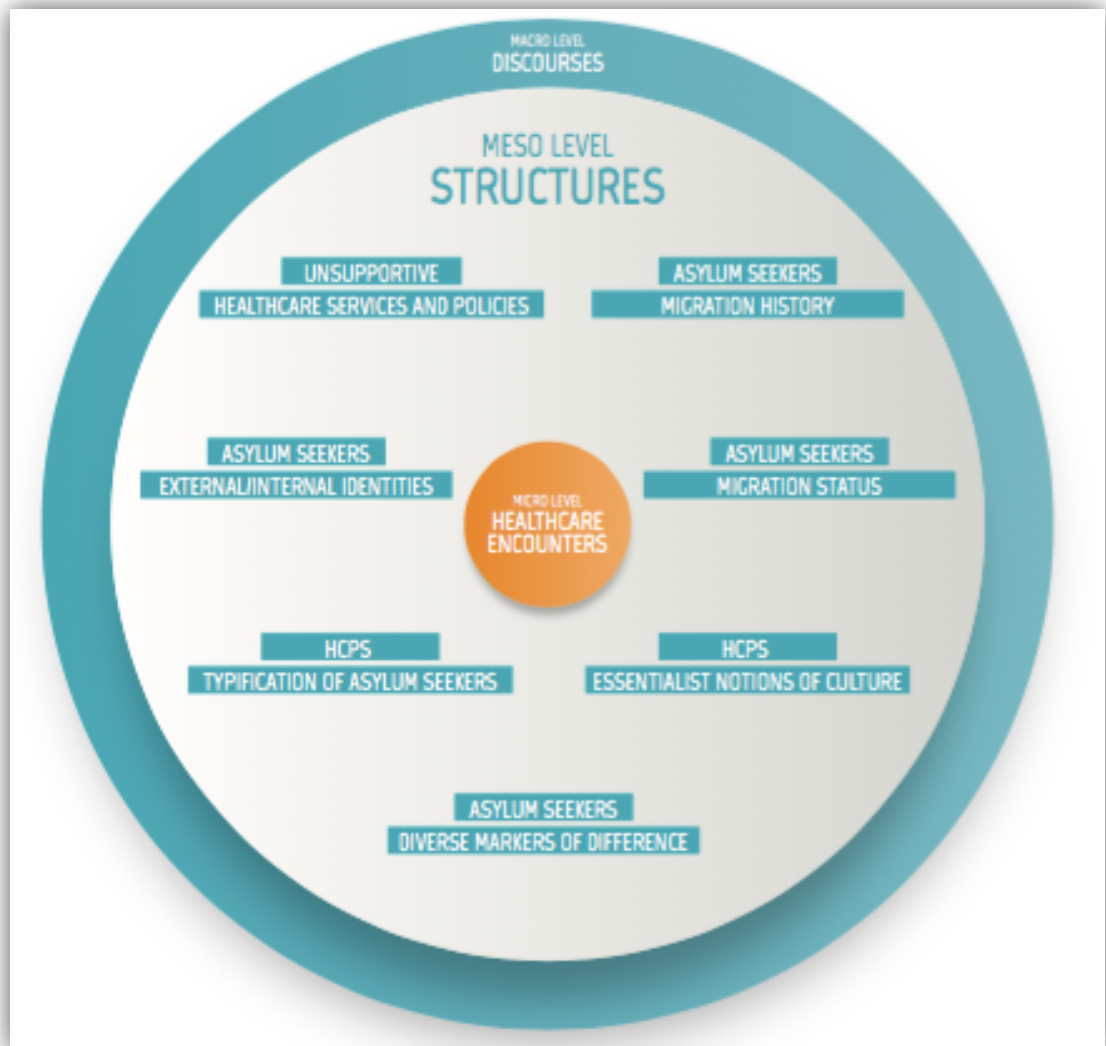 MACRO LEVEL
DISCOURSES
MESO LEVEL
STRUCTURES
UNSUPPORTIVE
HEALTHCARE SERVICES AND POLICIES
ASYLUM SEEKERS
MIGRATION HISTORY
ASYLUM SEEKERS
EXTERNAL/INTERNAL IDENTITIES
MICRO LEVEL
HEALTHCARE
ENCOUNTERS
ASYLUM SEEKERS
MIGRATION STATUS
HCPS
TYPIFICATION OF ASYLUM SEEKERS
HCPS
ESSENTIALIST NOTIONS OF CULTURE
ASYLUM SEEKERS
DIVERSE MARKERS OF DIFFERENCE